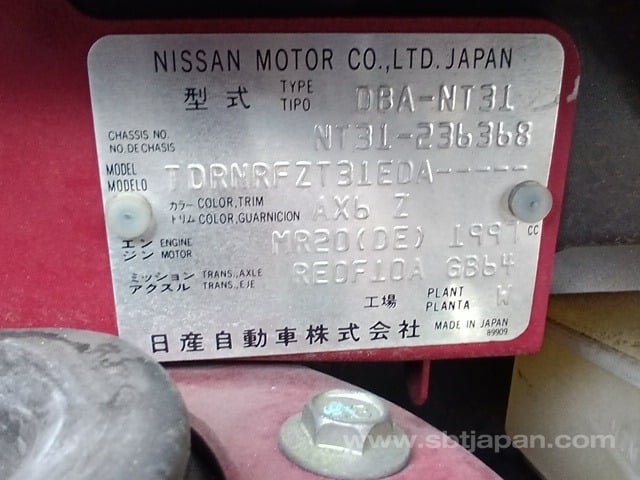 NISSAN MOTOR CO.,LTD. JAPAN
型式 TYPE TIPO DBA-NT31
CHASSIS NO. NO. DE CHASIS NT31-236368
MODEL MODELO TDRNRFZT31EDA-----
カラー トリム COLOR,TRIM COLOR,GUARNICION AX6 Z
エンジン ENGINE MOTOR MR20(DE) 1997 CC
ミッション アクスル TRANS.,AXLE TRANS.,EJE RE0F10A GB64
工場 PLANT PLANTA W
日産自動車株式会社 MADE IN JAPAN
89909
www.sbtjapan.com